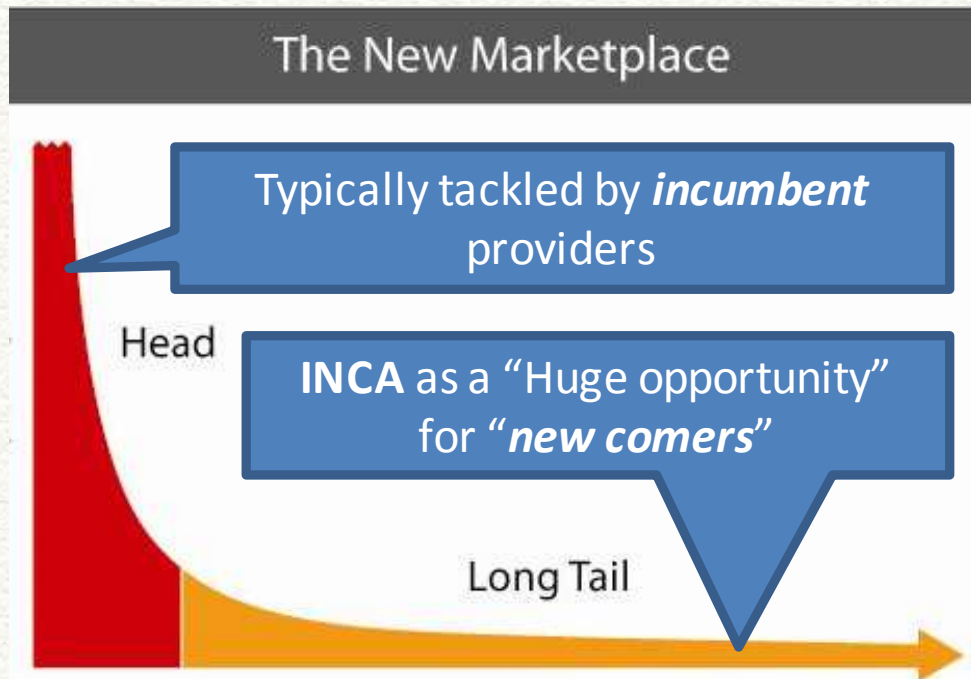 The New Marketplace
Typically tackled by incumbent
providers
Head
INCA as a “Huge opportunity”
for “new comers”
Long Tail